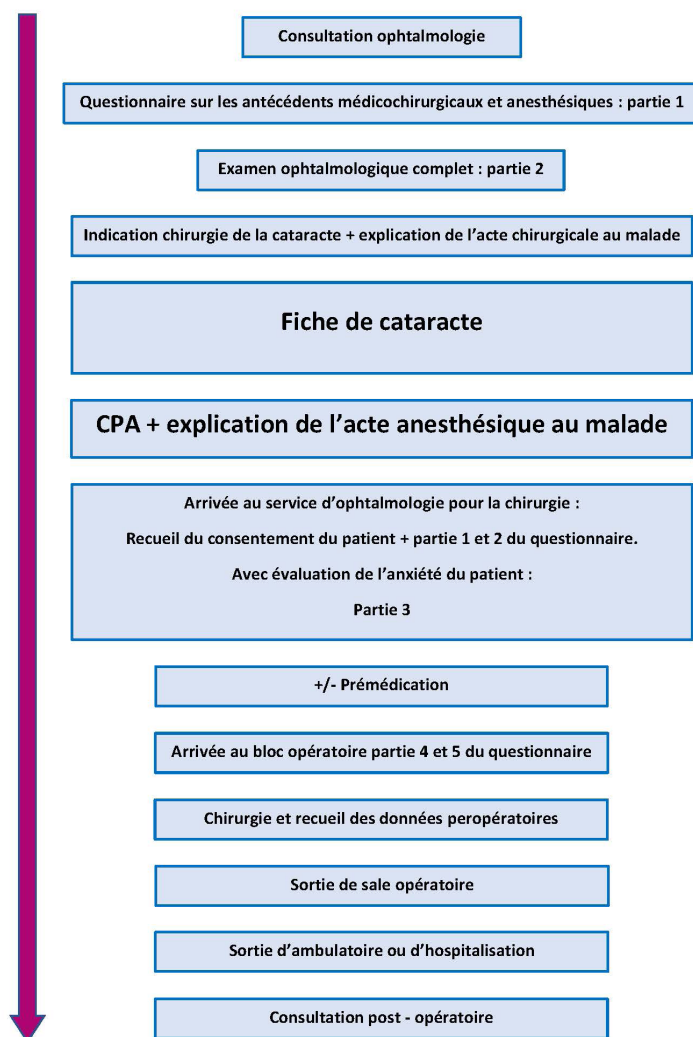 Consultation ophtalmologie
Questionnaire sur les antécédents médicochirurgicaux et anesthésiques : partie 1
Examen ophtalmologique complet : partie 2
Indication chirurgie de la cataracte + explication de l'acte chirurgicale au malade
Fiche de cataracte
CPA + explication de l'acte anesthésique au malade
Arrivée au service d'ophtalmologie pour la chirurgie :
Recueil du consentement du patient + partie 1 et 2 du questionnaire.
Avec évaluation de l'anxiété du patient :
Partie 3
+/- Prémédication
Arrivée au bloc opératoire partie 4 et 5 du questionnaire
Chirurgie et recueil des données peropératoires
Sortie de sale opératoire
Sortie d'ambulatoire ou d'hospitalisation
Consultation post - opératoire